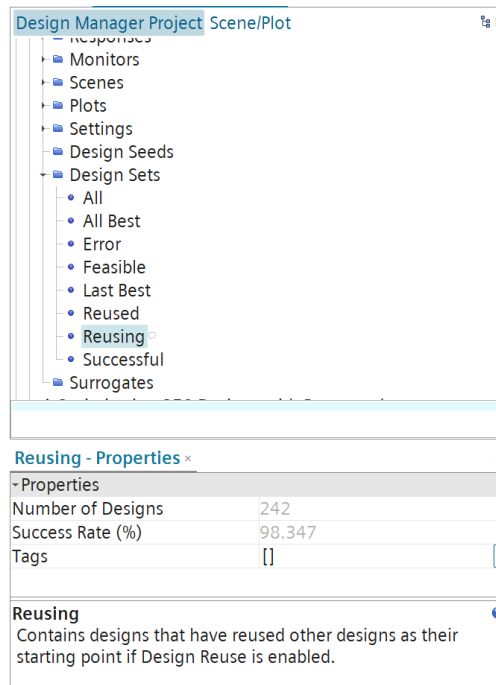 Design Manager Project Scene/Plot
Responses
Monitors
Scenes
Plots
Settings
Design Seeds
Design Sets
All
All Best
Error
Feasible
Last Best
Reused
Reusing
Successful
Surrogates
Reusing - Properties ×
Properties
Number of Designs 242
Success Rate (%) 98.347
Tags []
Reusing
Contains designs that have reused other designs as their
starting point if Design Reuse is enabled.